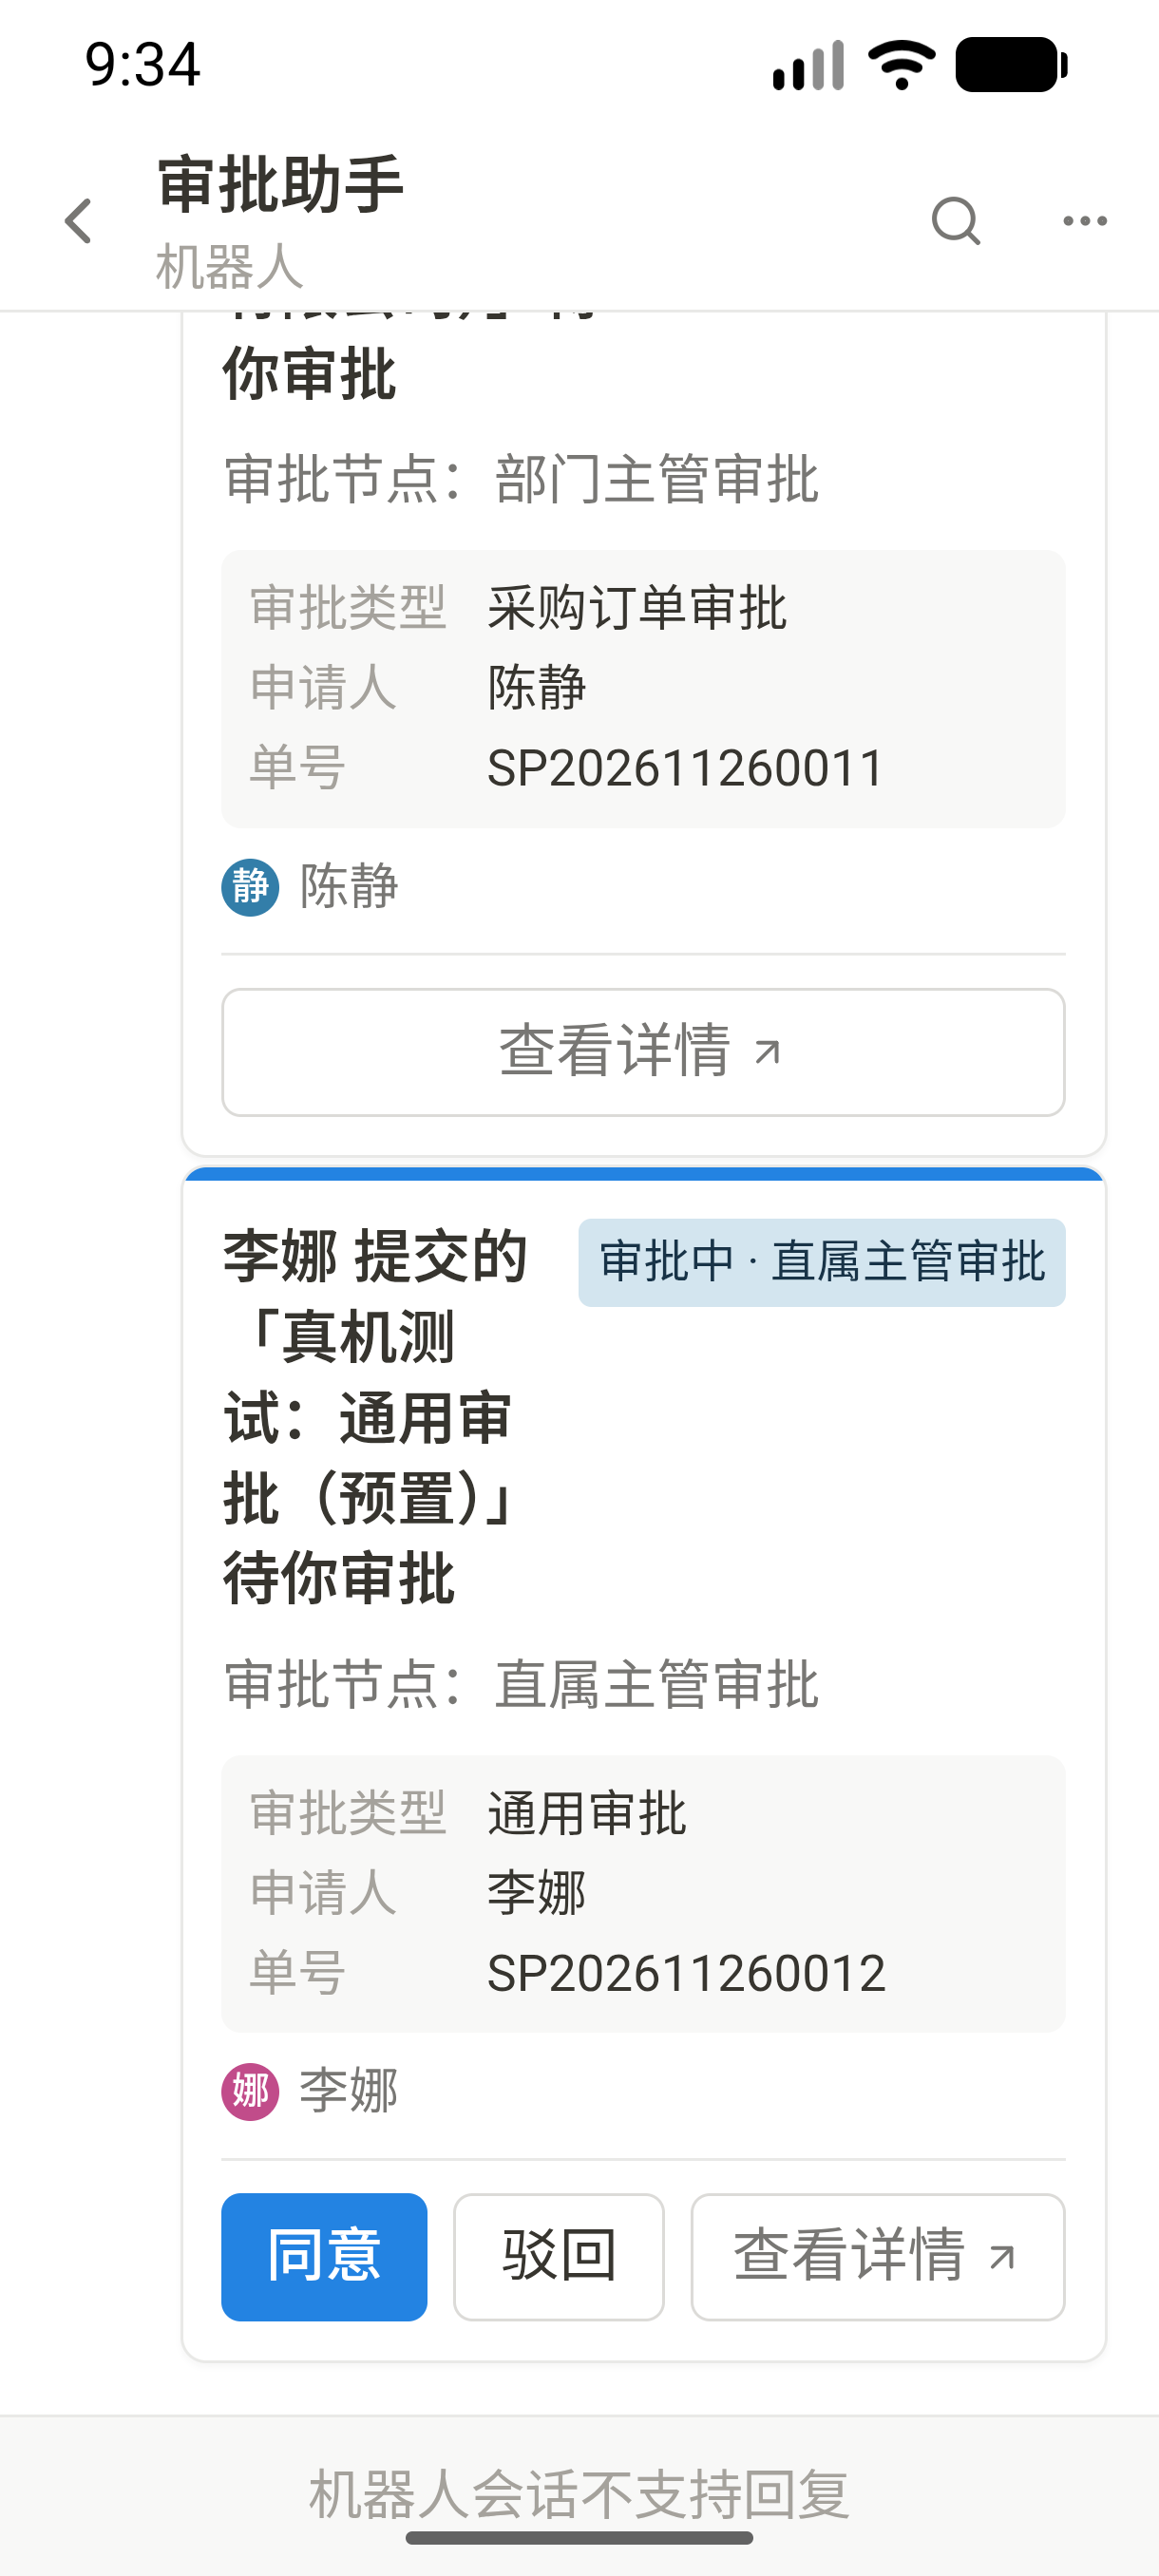 9:34
审批助手
机器人
你审批
审批节点：部门主管审批
审批类型 采购订单审批
申请人 陈静
单号 SP202611260011
静 陈静
查看详情
李娜 提交的
审批中 · 直属主管审批
「真机测
试：通用审
批（预置）」
待你审批
审批节点：直属主管审批
审批类型 通用审批
申请人 李娜
单号 SP202611260012
娜 李娜
同意 驳回 查看详情
机器人会话不支持回复